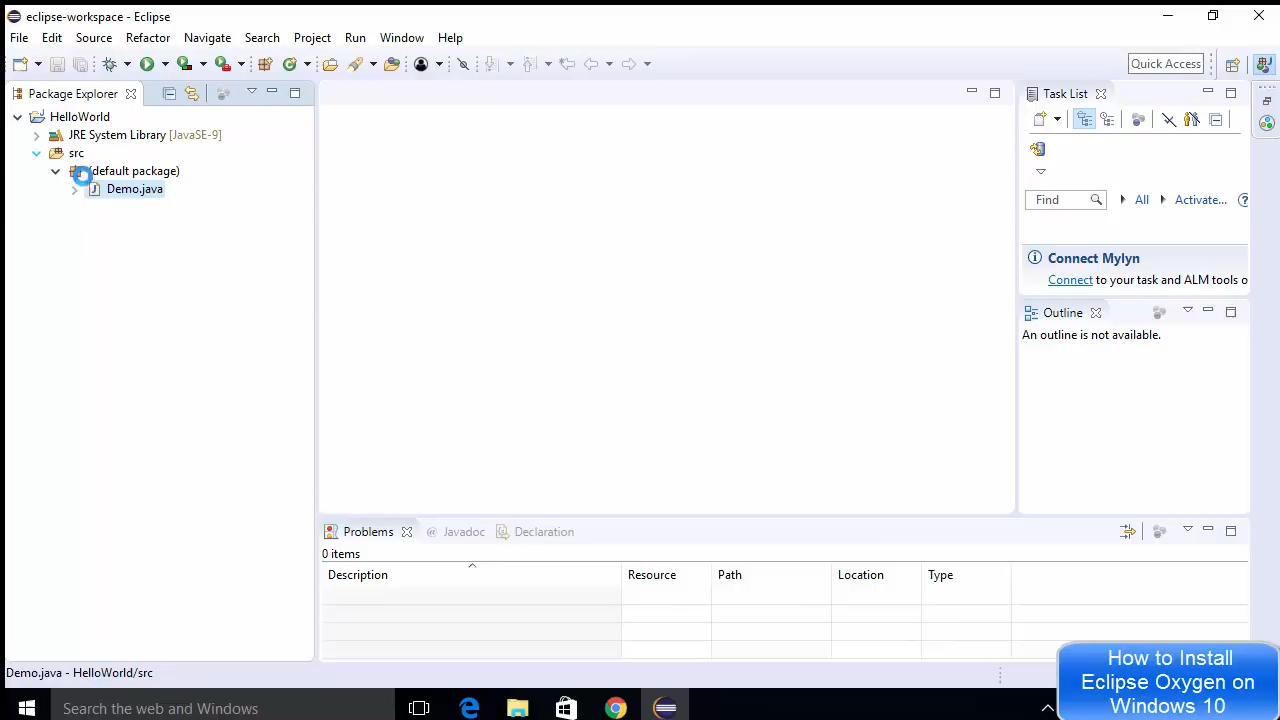 eclipse-workspace - Eclipse
File Edit Source Refactor Navigate Search Project Run Window Help
Quick Access
Package Explorer
HelloWorld
JRE System Library [JavaSE-9]
src
(default package)
Demo.java
Task List
Find All Activate...
Connect Mylyn
Connect to your task and ALM tools o
Outline
An outline is not available.
Problems @ Javadoc Declaration
0 items
Description Resource Path Location Type
Demo.java - HelloWorld/src
How to Install
Eclipse Oxygen on
Windows 10
Search the web and Windows